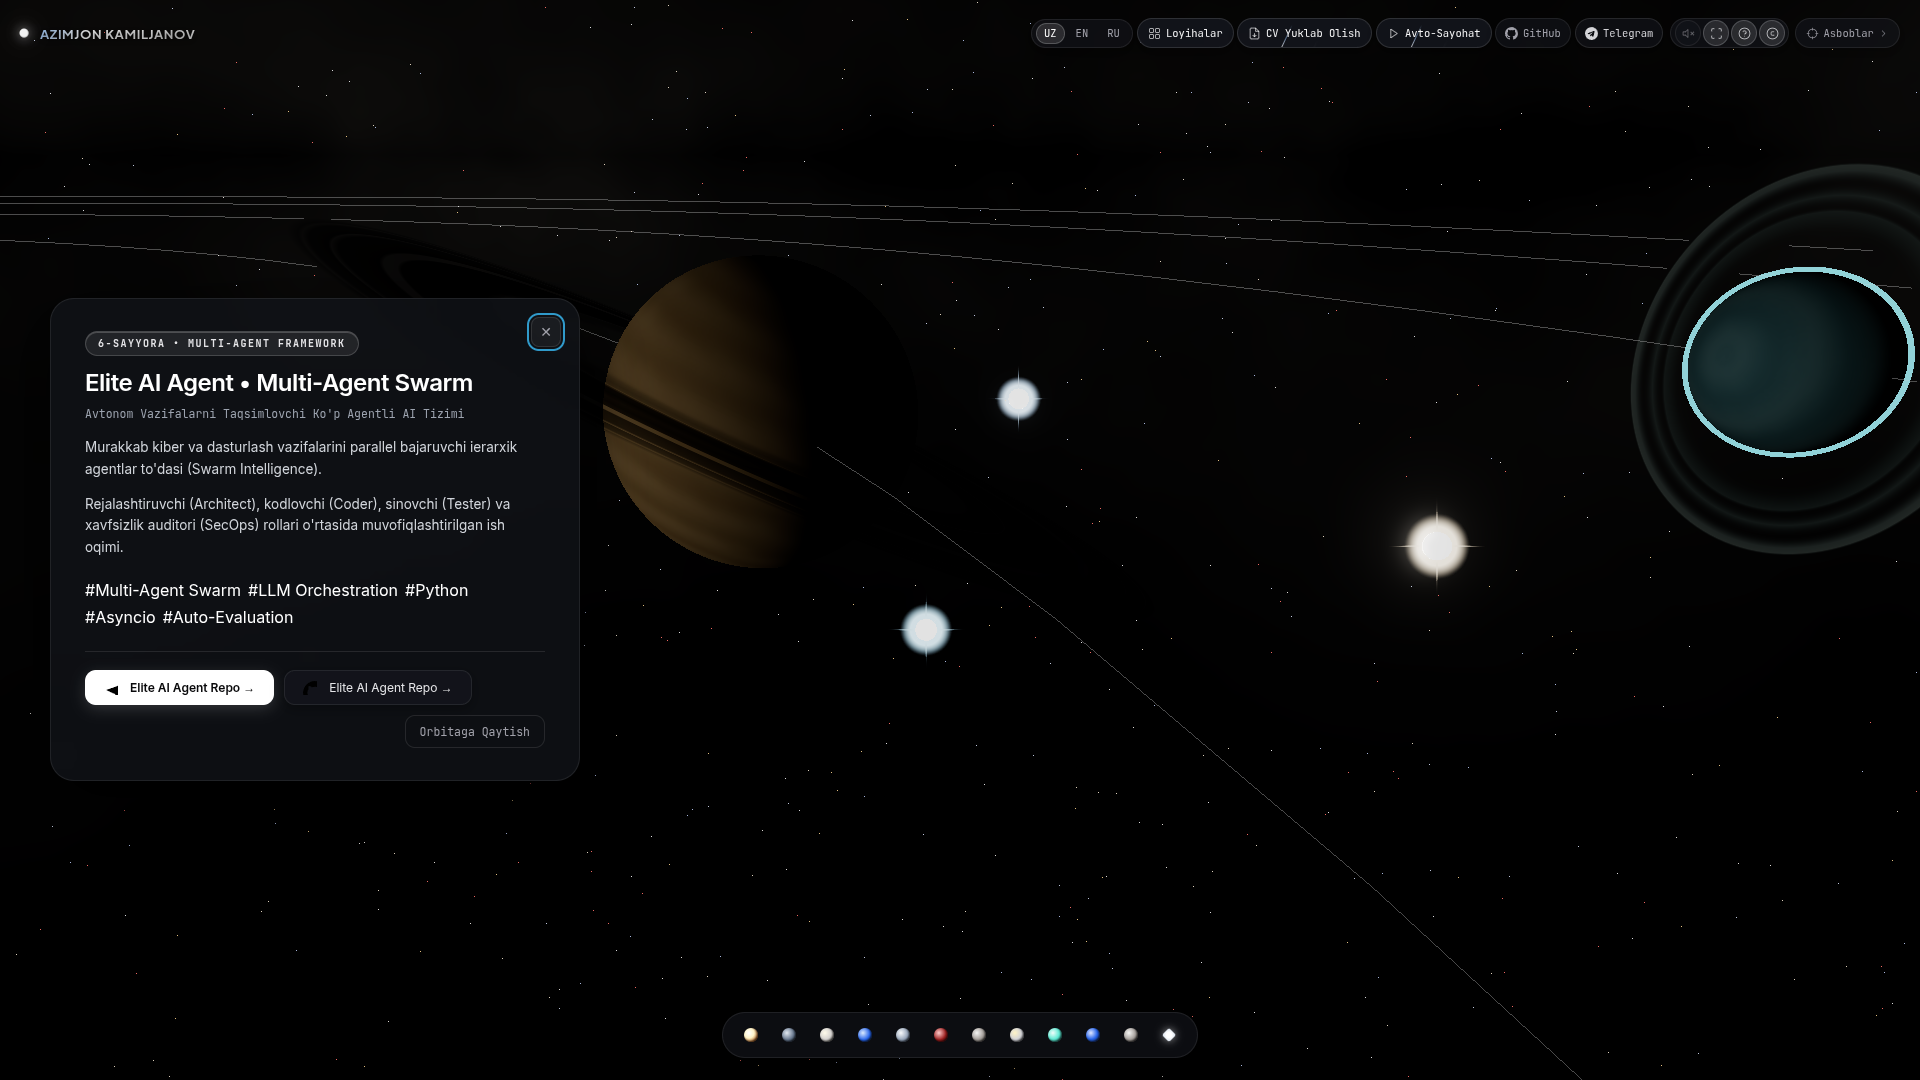 AZIMJON KAMILJANOV
UZ EN RU Loyihalar CV Yuklab Olish Avto-Sayohat GitHub Telegram Asboblar
6-SAYYORA • MULTI-AGENT FRAMEWORK
Elite AI Agent • Multi-Agent Swarm
Avtonom Vazifalarni Taqsimlovchi Ko'p Agentli AI Tizimi
Murakkab kiber va dasturlash vazifalarini parallel bajaruvchi ierarxik
agentlar to'dasi (Swarm Intelligence).
Rejalashtiruvchi (Architect), kodlovchi (Coder), sinovchi (Tester) va
xavfsizlik auditori (SecOps) rollari o'rtasida muvofiqlashtirilgan ish
oqimi.
#Multi-Agent Swarm #LLM Orchestration #Python
#Asyncio #Auto-Evaluation
Elite AI Agent Repo → Elite AI Agent Repo →
Orbitaga Qaytish